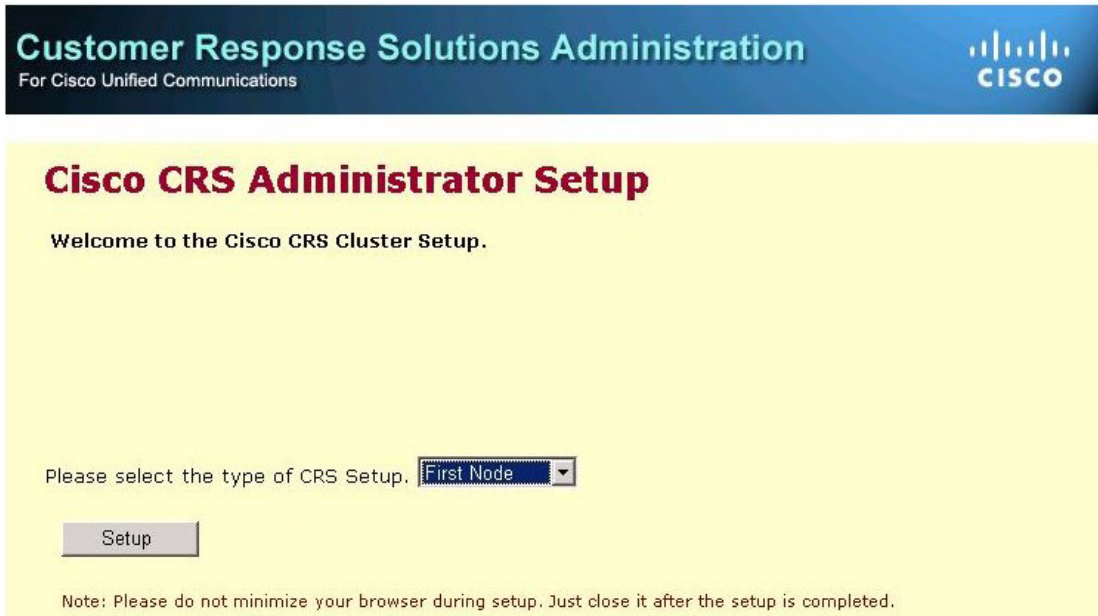 Customer Response Solutions Administration
For Cisco Unified Communications
CISCO
Cisco CRS Administrator Setup
Welcome to the Cisco CRS Cluster Setup.
Please select the type of CRS Setup. First Node
Setup
Note: Please do not minimize your browser during setup. Just close it after the setup is completed.